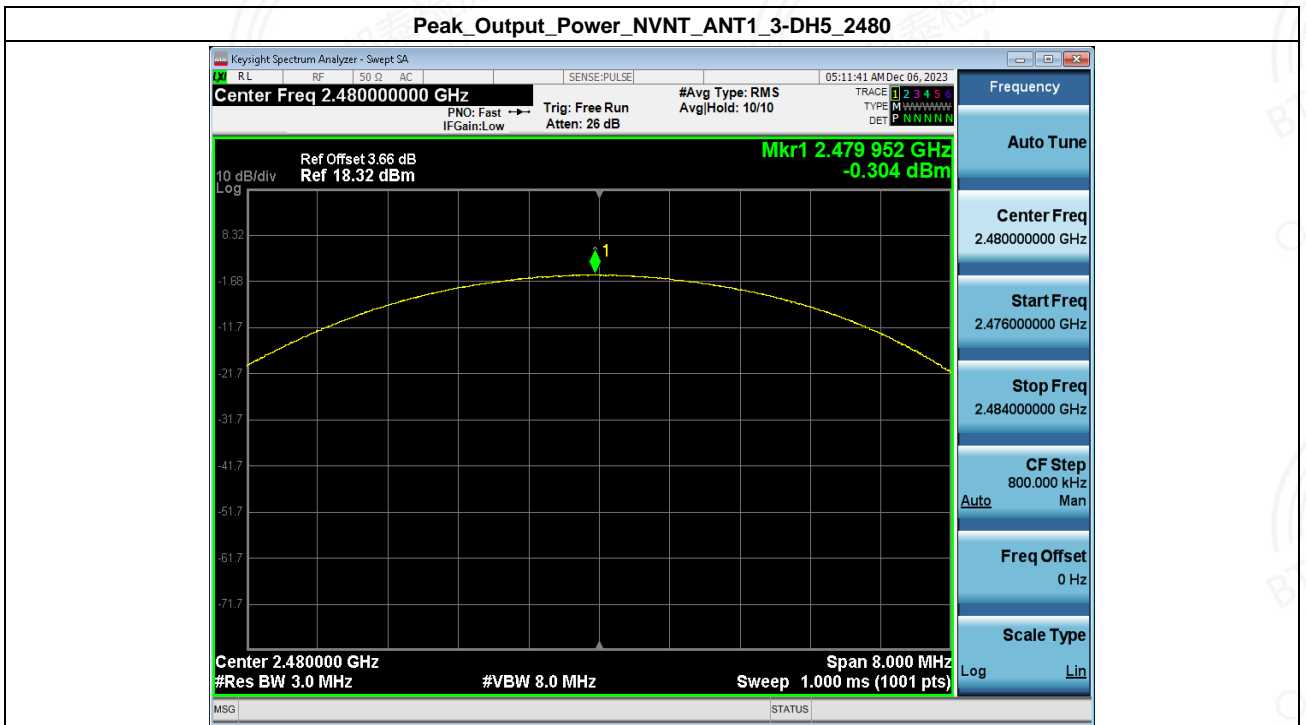 Peak_Output_Power_NVNT_ANT1_3-DH5_2480
Keysight Spectrum Analyzer - Swept SA
LXI RL RF 50 Ω AC SENSE:PULSE 05:11:41 AM Dec 06, 2023
Center Freq 2.480000000 GHz
PNO: Fast
IFGain:Low
Trig: Free Run
Atten: 26 dB
#Avg Type: RMS
Avg|Hold: 10/10
TRACE 1 2 3 4 5 6
TYPE M WWWWW
DET P N N N N N
Mkr1 2.479 952 GHz
-0.304 dBm
Ref Offset 3.66 dB
10 dB/div Ref 18.32 dBm
Log
1
8.32
-1.68
-11.7
-21.7
-31.7
-41.7
-51.7
-61.7
-71.7
Center 2.480000 GHz Span 8.000 MHz
#Res BW 3.0 MHz #VBW 8.0 MHz Sweep 1.000 ms (1001 pts)
MSG STATUS
Frequency
Auto Tune
Center Freq
2.480000000 GHz
Start Freq
2.476000000 GHz
Stop Freq
2.484000000 GHz
CF Step
800.000 kHz
Auto Man
Freq Offset
0 Hz
Scale Type
Log Lin